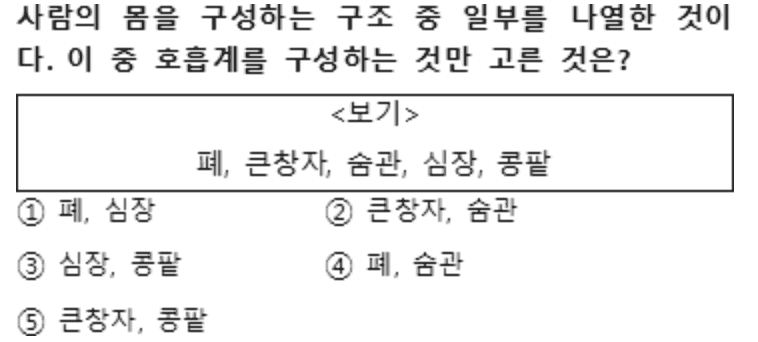 사람의 몸을 구성하는 구조 중 일부를 나열한 것이
다. 이 중 호흡계를 구성하는 것만 고른 것은?
<보기>
폐, 큰창자, 숨관, 심장, 콩팥
① 폐, 심장 ② 큰창자, 숨관
③ 심장, 콩팥 ④ 폐, 숨관
⑤ 큰창자, 콩팥